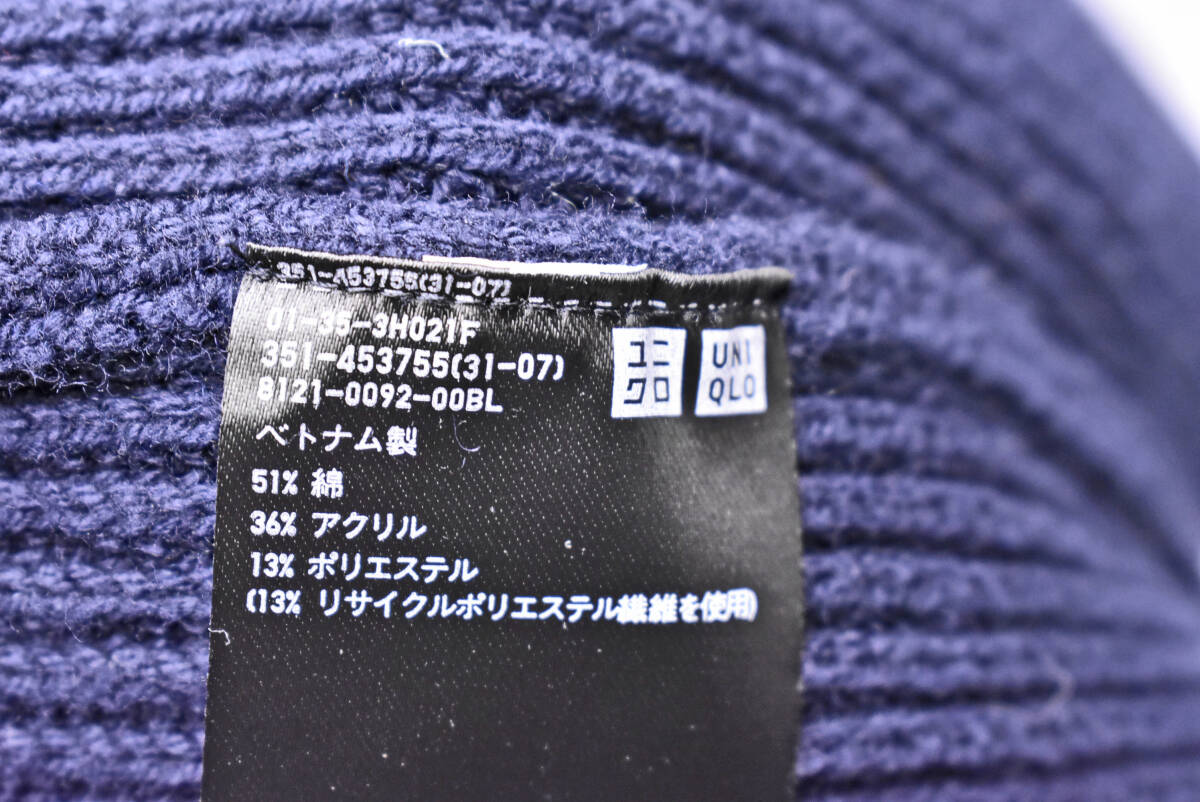 351-453755(31-07)
01-35-3H021F
351-453755(31-07)
8121-0092-00BL
ユニ
クロ
UNI
QLO
ベトナム製
51% 綿
36% アクリル
13% ポリエステル
(13% リサイクルポリエステル繊維を使用)